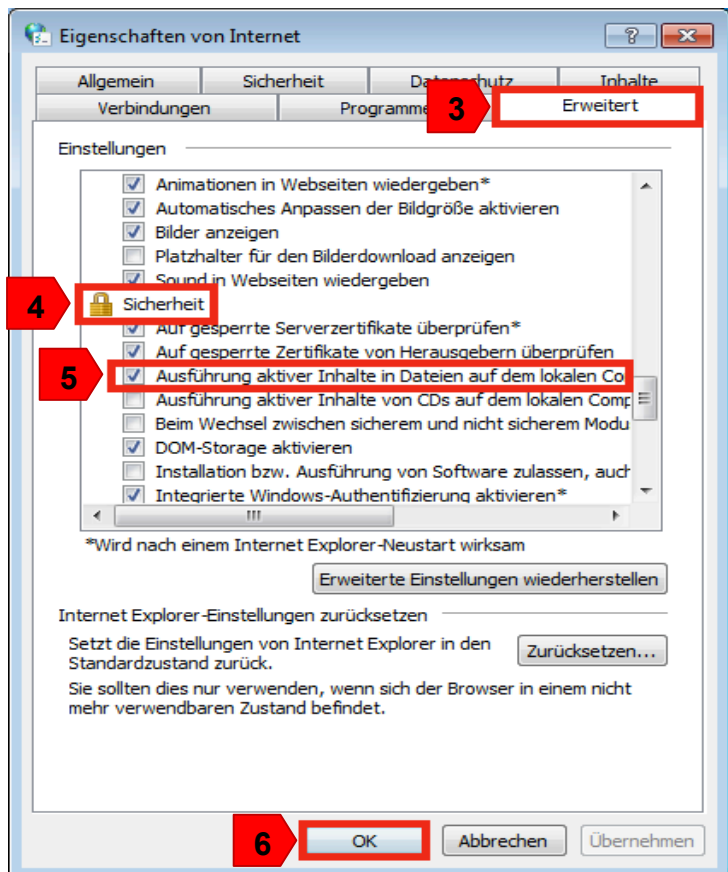 Eigenschaften von Internet
Allgemein Sicherheit Datenschutz Inhalte
Verbindungen Programme 3 Erweitert
Einstellungen
Animationen in Webseiten wiedergeben*
Automatisches Anpassen der Bildgröße aktivieren
Bilder anzeigen
Platzhalter für den Bilderdownload anzeigen
Sound in Webseiten wiedergeben
4 Sicherheit
Auf gesperrte Serverzertifikate überprüfen*
Auf gesperrte Zertifikate von Herausgebern überprüfen
5 Ausführung aktiver Inhalte in Dateien auf dem lokalen Co
Ausführung aktiver Inhalte von CDs auf dem lokalen Comp
Beim Wechsel zwischen sicherem und nicht sicherem Modu
DOM-Storage aktivieren
Installation bzw. Ausführung von Software zulassen, auch
Integrierte Windows-Authentifizierung aktivieren*
*Wird nach einem Internet Explorer-Neustart wirksam
Erweiterte Einstellungen wiederherstellen
Internet Explorer-Einstellungen zurücksetzen
Setzt die Einstellungen von Internet Explorer in den
Standardzustand zurück.
Zurücksetzen...
Sie sollten dies nur verwenden, wenn sich der Browser in einem nicht
mehr verwendbaren Zustand befindet.
6 OK Abbrechen Übernehmen